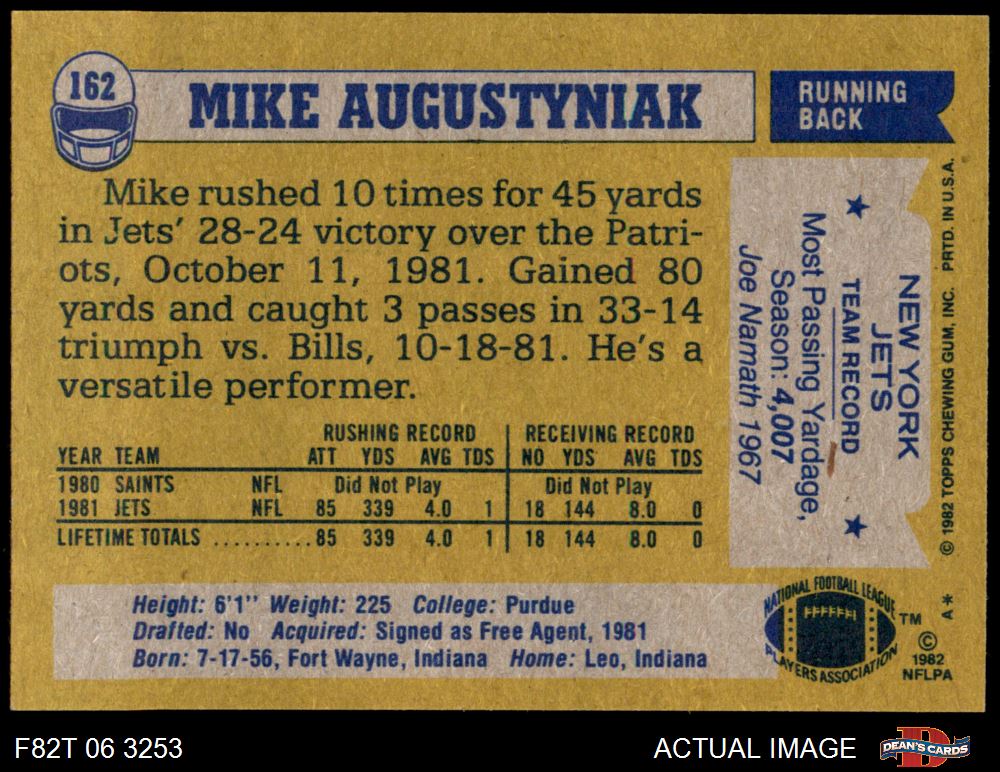 162
MIKE AUGUSTYNIAK
RUNNING
BACK
Mike rushed 10 times for 45 yards
in Jets' 28-24 victory over the Patri-
ots, October 11, 1981. Gained 80
yards and caught 3 passes in 33-14
triumph vs. Bills, 10-18-81. He's a
versatile performer.
RUSHING RECORD RECEIVING RECORD
YEAR TEAM ATT YDS AVG TDS NO YDS AVG TDS
1980 SAINTS NFL Did Not Play Did Not Play
1981 JETS NFL 85 339 4.0 1 18 144 8.0 0
LIFETIME TOTALS .......... 85 339 4.0 1 18 144 8.0 0
Height: 6'1" Weight: 225 College: Purdue
Drafted: No Acquired: Signed as Free Agent, 1981
Born: 7-17-56, Fort Wayne, Indiana Home: Leo, Indiana
NEW YORK
JETS
TEAM RECORD
Most Passing Yardage,
Season: 4,007
Joe Namath 1967
© 1982 TOPPS CHEWING GUM, INC. PRTD. IN U.S.A.
A *
NATIONAL FOOTBALL LEAGUE
PLAYERS ASSOCIATION
TM
©
1982
NFLPA
F82T 06 3253
ACTUAL IMAGE
DEAN'S CARDS